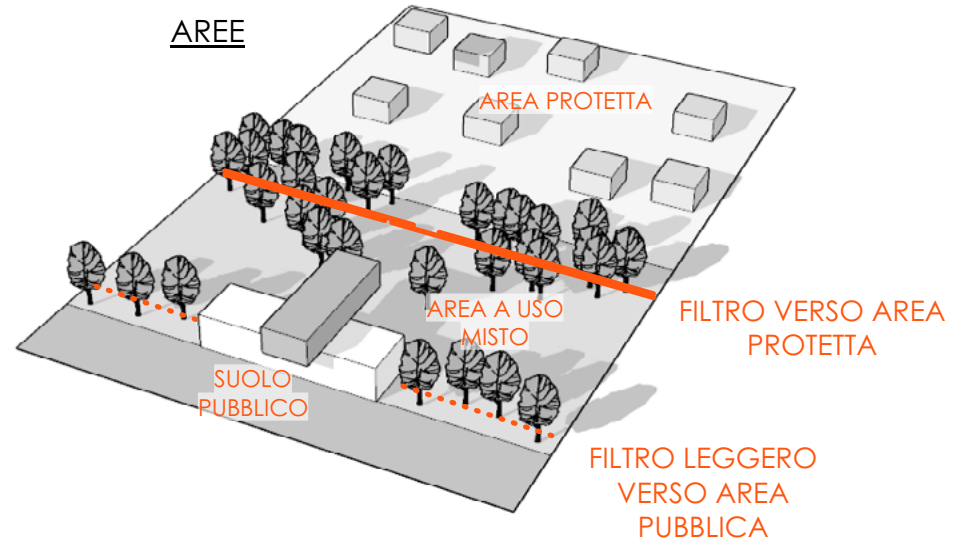 AREE
AREA PROTETTA
AREA A USO
MISTO
FILTRO VERSO AREA
PROTETTA
SUOLO
PUBBLICO
FILTRO LEGGERO
VERSO AREA
PUBBLICA